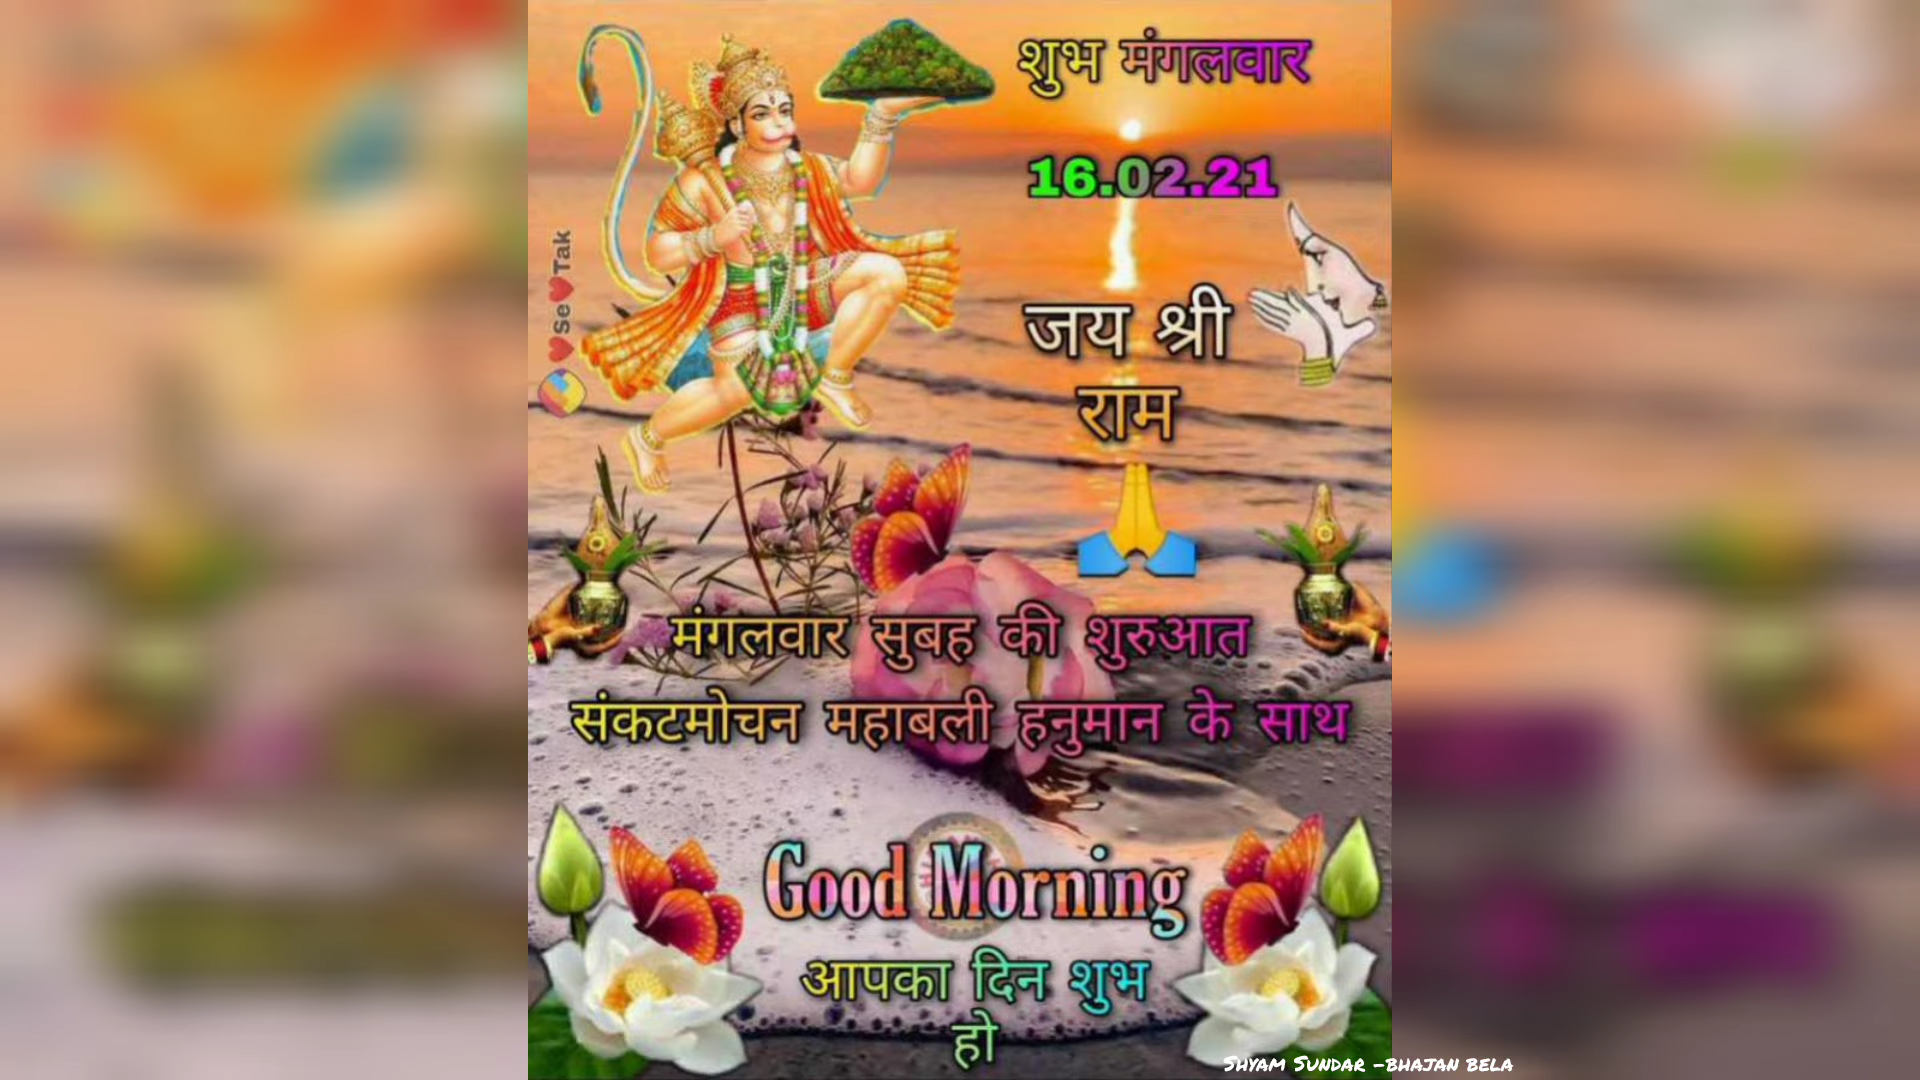 शुभ मंगलवार
16.02.21
जय श्री
राम
❤Se❤Tak
मंगलवार सुबह की शुरुआत
संकटमोचन महाबली हनुमान के साथ
Good Morning
आपका दिन शुभ
हो
Shyam Sundar -bhajan bela